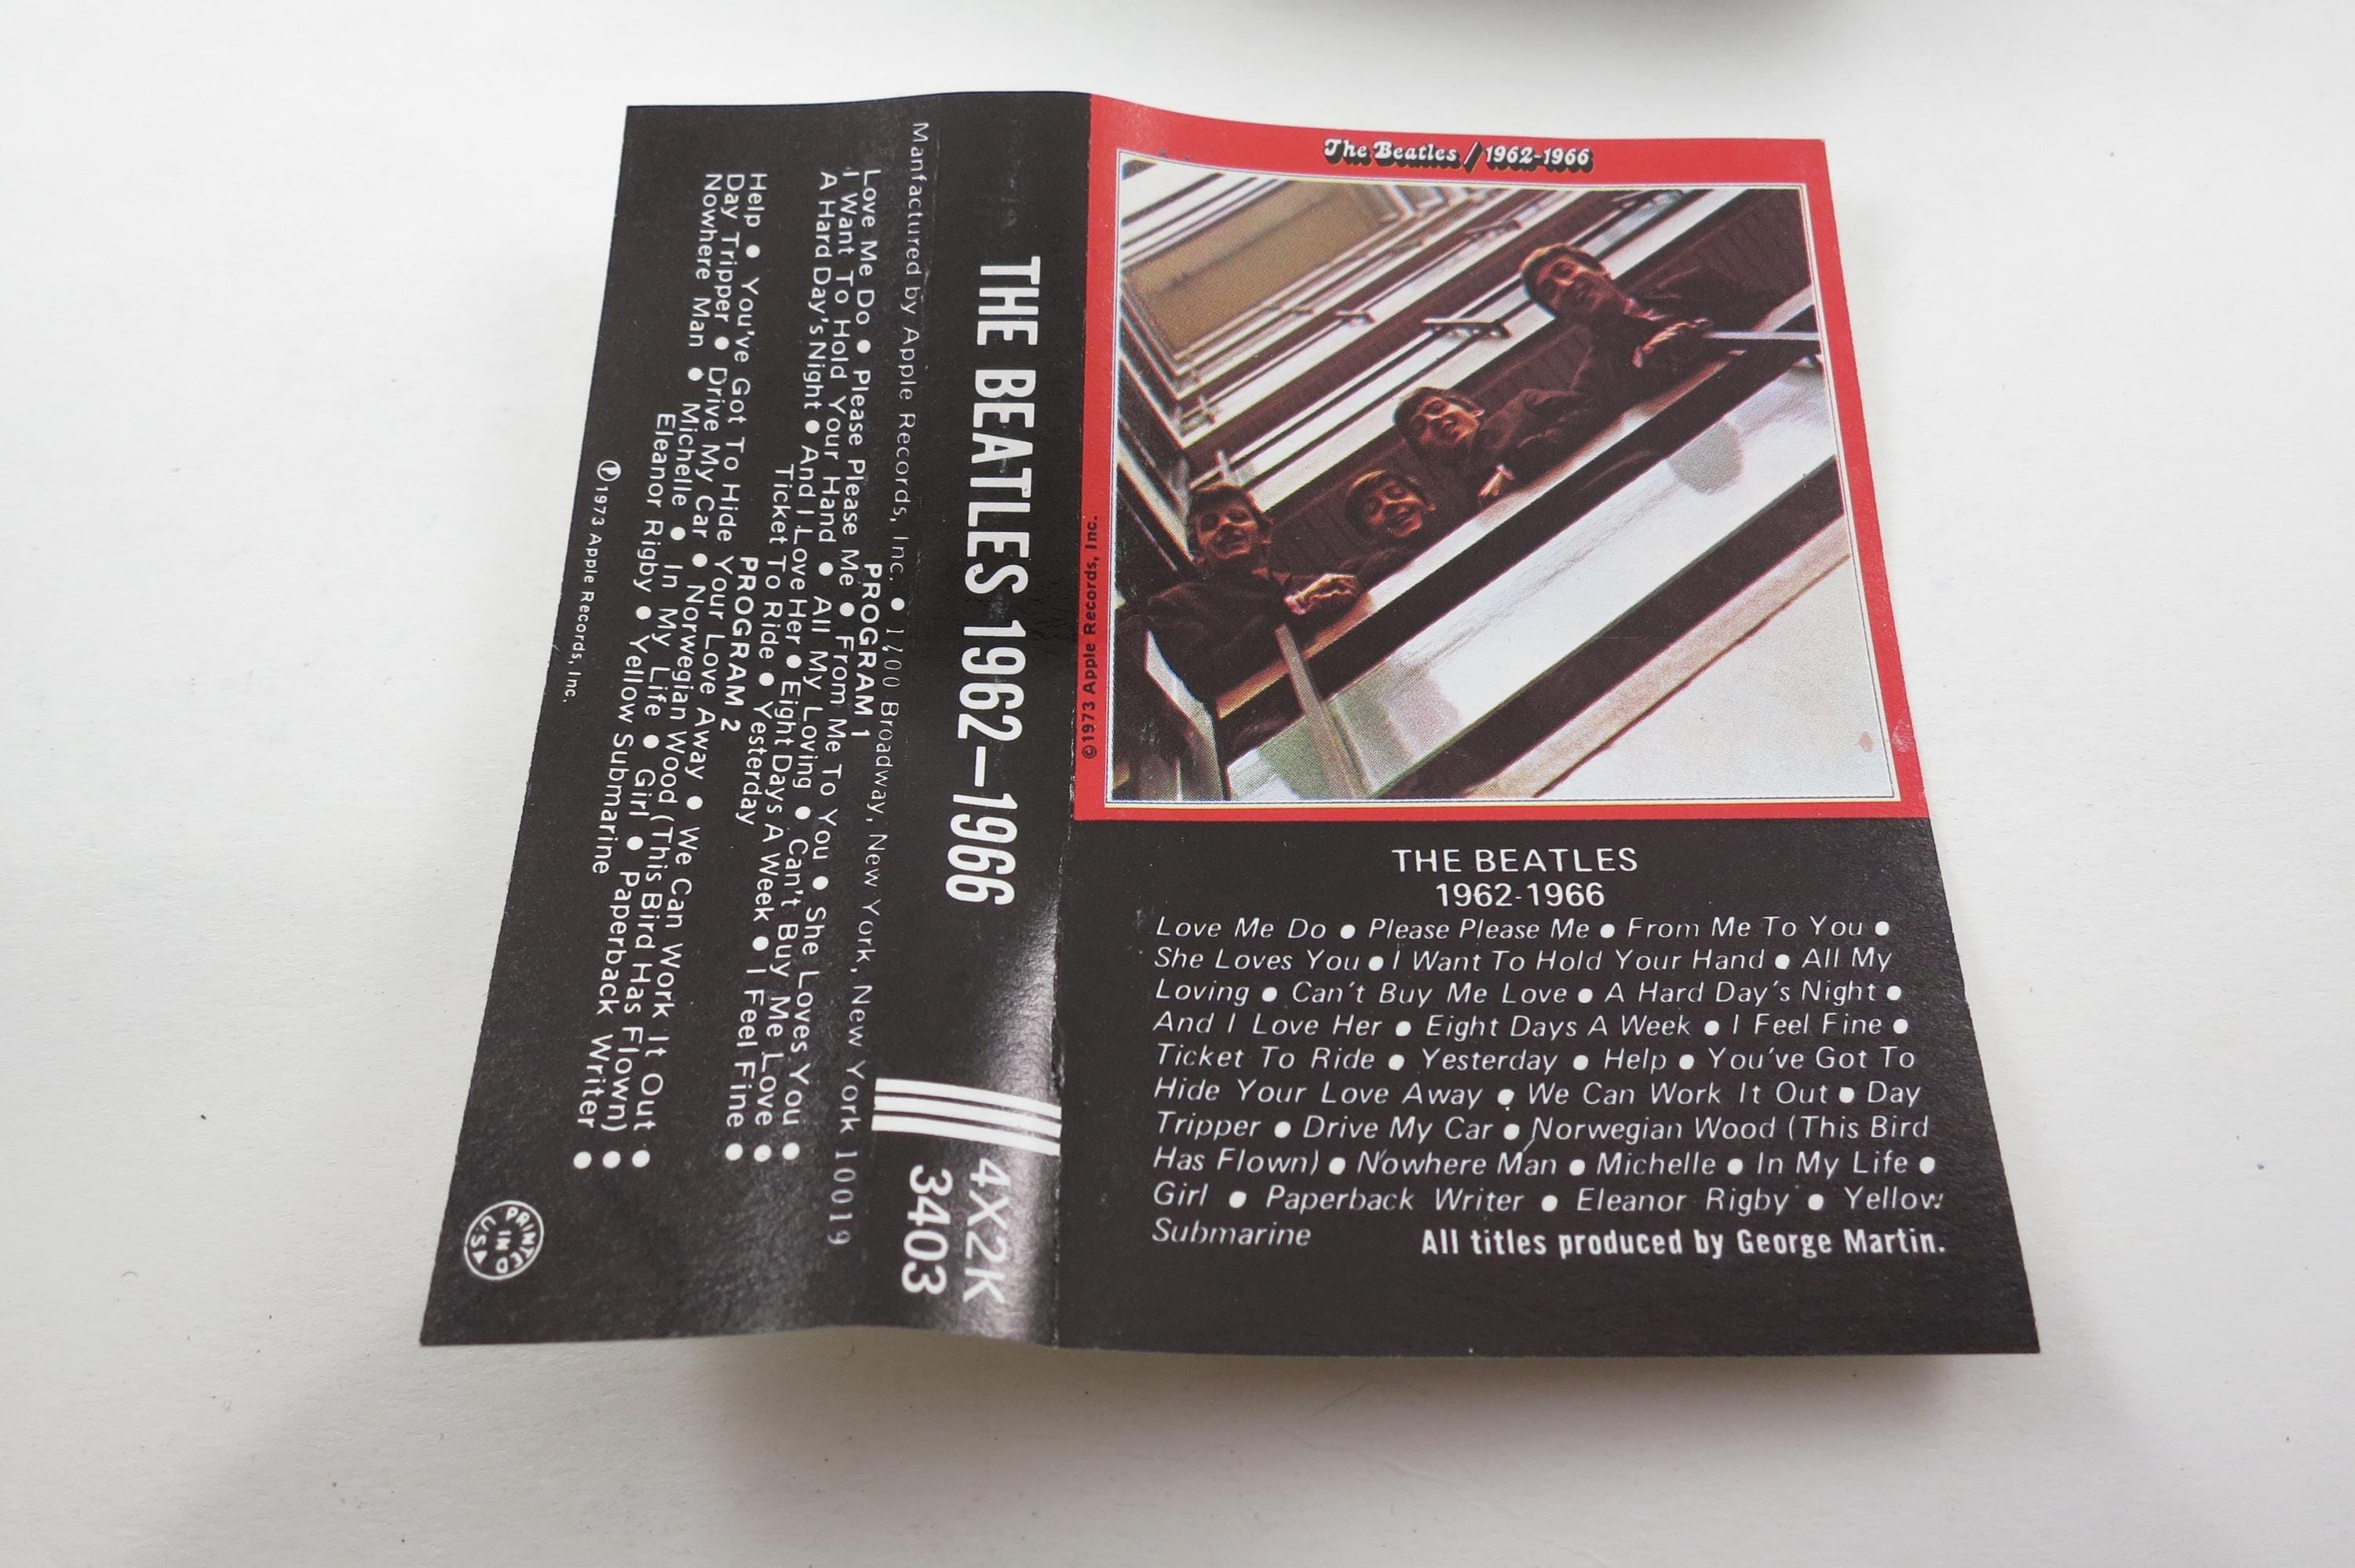 The Beatles / 1962-1966
© 1973 Apple Records, Inc.
THE BEATLES
1962-1966
Love Me Do ● Please Please Me ● From Me To You ●
She Loves You ● I Want To Hold Your Hand ● All My
Loving ● Can't Buy Me Love ● A Hard Day's Night ●
And I Love Her ● Eight Days A Week ● I Feel Fine ●
Ticket To Ride ● Yesterday ● Help ● You've Got To
Hide Your Love Away ● We Can Work It Out ● Day
Tripper ● Drive My Car ● Norwegian Wood (This Bird
Has Flown) ● Nowhere Man ● Michelle ● In My Life ●
Girl ● Paperback Writer ● Eleanor Rigby ● Yellow
Submarine
All titles produced by George Martin.
THE BEATLES 1962–1966
4X2K
3403
Manfactured by Apple Records, Inc. ● 1700 Broadway, New York, New York 10019
PROGRAM 1
Love Me Do ● Please Please Me ● From Me To You ● She Loves You ●
I Want To Hold Your Hand ● All My Loving ● Can't Buy Me Love ●
A Hard Day's Night ● And I Love Her ● Eight Days A Week ● I Feel Fine ●
Ticket To Ride ● Yesterday
PROGRAM 2
Help ● You've Got To Hide Your Love Away ● We Can Work It Out ●
Day Tripper ● Drive My Car ● Norwegian Wood (This Bird Has Flown) ●
Nowhere Man ● Michelle ● In My Life ● Girl ● Paperback Writer ●
Eleanor Rigby ● Yellow Submarine
℗ 1973 Apple Records, Inc.
PRINTED
IN
U.S.A.